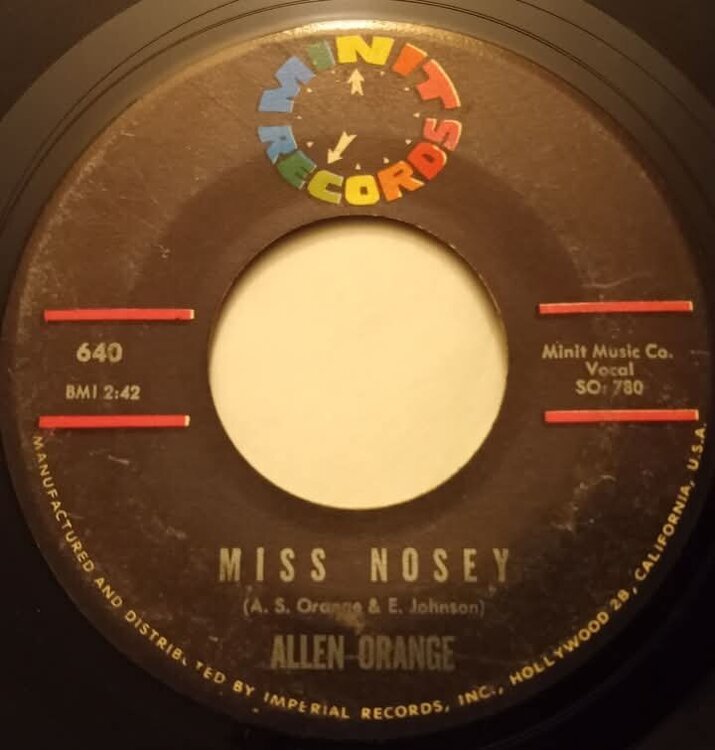 MINIT RECORDS
640
BMI 2:42
Minit Music Co.
Vocal
SO: 780
MISS NOSEY
(A. S. Orange & E. Johnson)
ALLEN ORANGE
MANUFACTURED AND DISTRIBUTED BY IMPERIAL RECORDS, INC., HOLLYWOOD 28, CALIFORNIA, U.S.A.